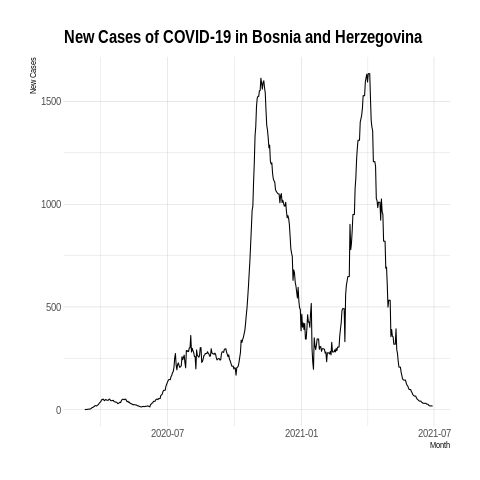 New Cases of COVID-19 in Bosnia and Herzegovina
New Cases
1500
1000
500
0
2020-07
2021-01
2021-07
Month